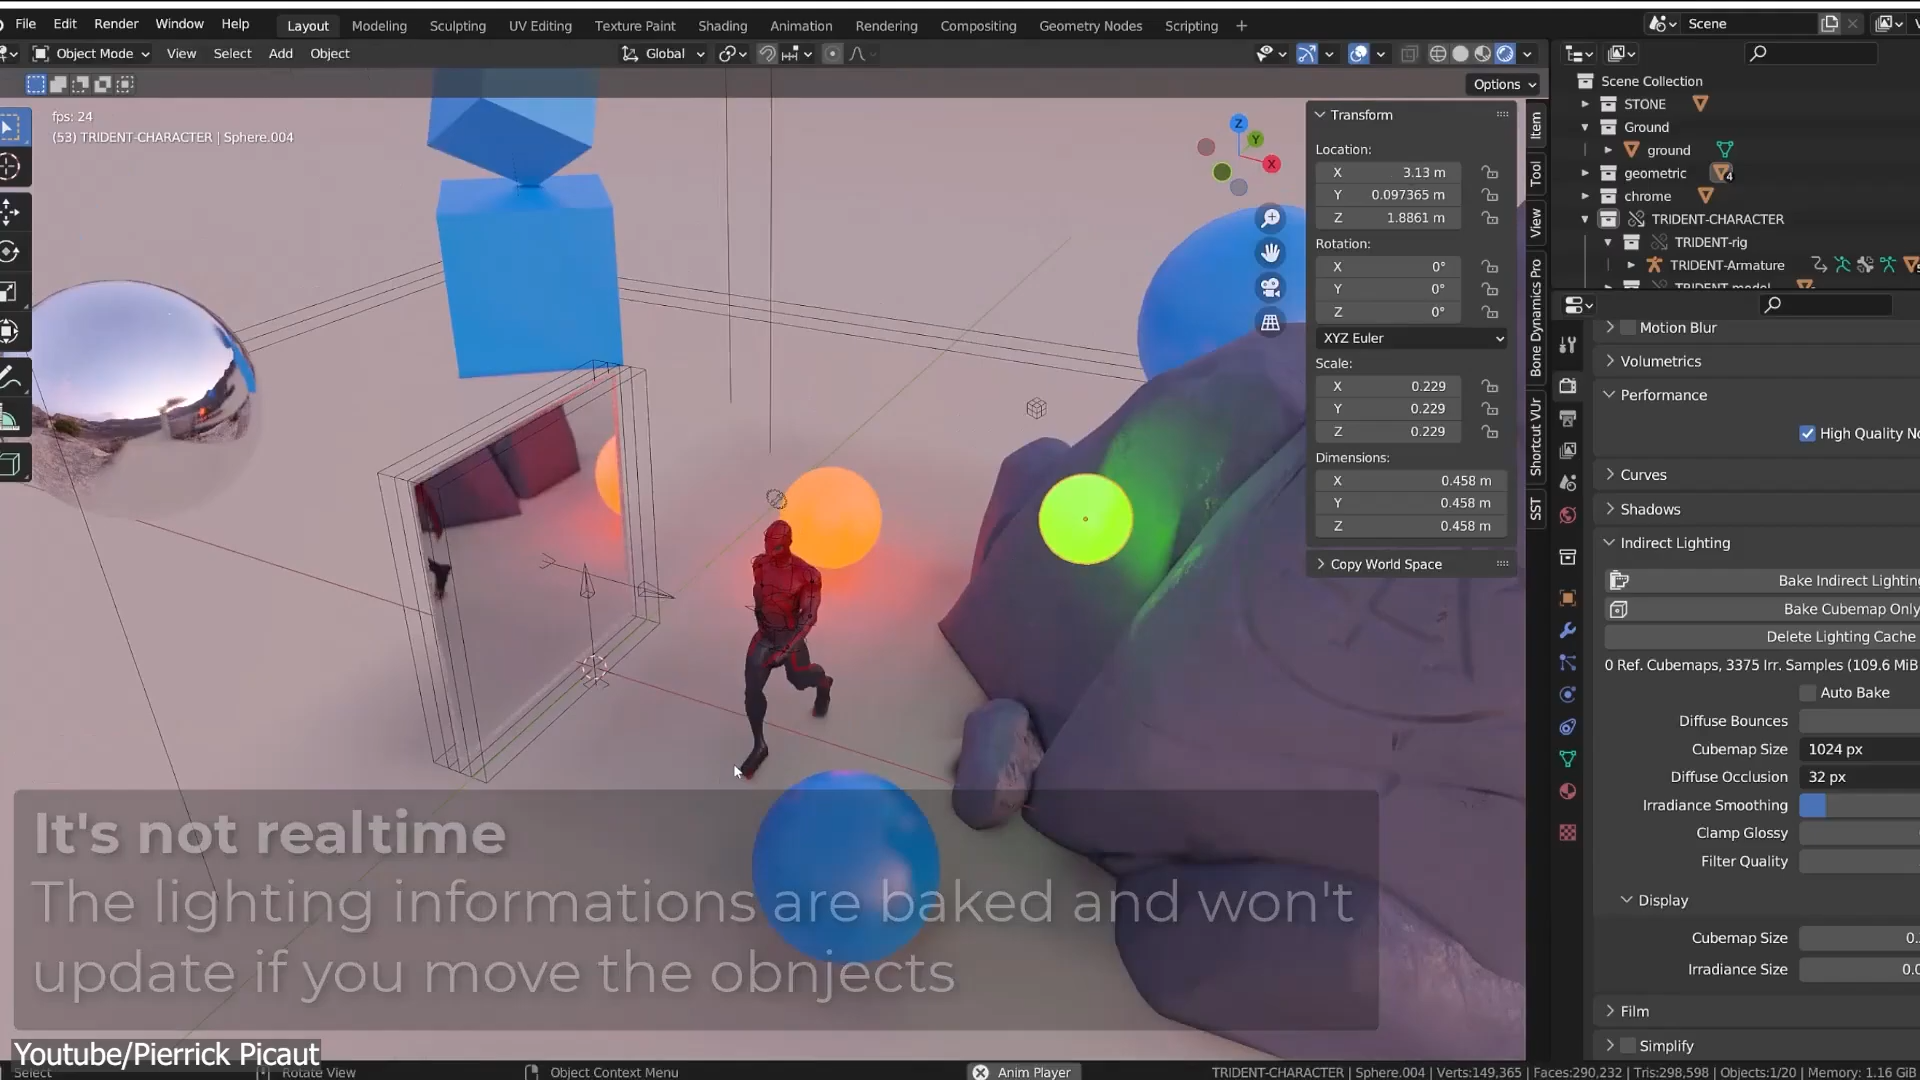 File Edit Render Window Help Layout Modeling Sculpting UV Editing Texture Paint Shading Animation Rendering Compositing Geometry Nodes Scripting + Scene
Object Mode View Select Add Object Global
Options
fps: 24
(53) TRIDENT-CHARACTER | Sphere.004
Z
Y
X
Transform
Location:
X 3.13 m
Y 0.097365 m
Z 1.8861 m
Rotation:
X 0°
Y 0°
Z 0°
XYZ Euler
Scale:
X 0.229
Y 0.229
Z 0.229
Dimensions:
X 0.458 m
Y 0.458 m
Z 0.458 m
Copy World Space
Item
Tool
View
Bone Dynamics Pro
Shortcut VUr
SST
Scene Collection
STONE
Ground
ground
geometric 4
chrome
TRIDENT-CHARACTER
TRIDENT-rig
TRIDENT-Armature
TRIDENT-model
Motion Blur
Volumetrics
Performance
High Quality No
Curves
Shadows
Indirect Lighting
Bake Indirect Lighting
Bake Cubemap Only
Delete Lighting Cache
0 Ref. Cubemaps, 3375 Irr. Samples (109.6 MiB
Auto Bake
Diffuse Bounces
Cubemap Size 1024 px
Diffuse Occlusion 32 px
Irradiance Smoothing
Clamp Glossy
Filter Quality
Display
Cubemap Size 0.
Irradiance Size 0.
Film
Simplify
It's not realtime
The lighting informations are baked and won't
update if you move the obnjects
Youtube/Pierrick Picaut
Select Rotate View Object Context Menu Anim Player TRIDENT-CHARACTER | Sphere.004 | Verts:149,365 | Faces:290,232 | Tris:298,598 | Objects:1/20 | Memory: 1.16 GiB